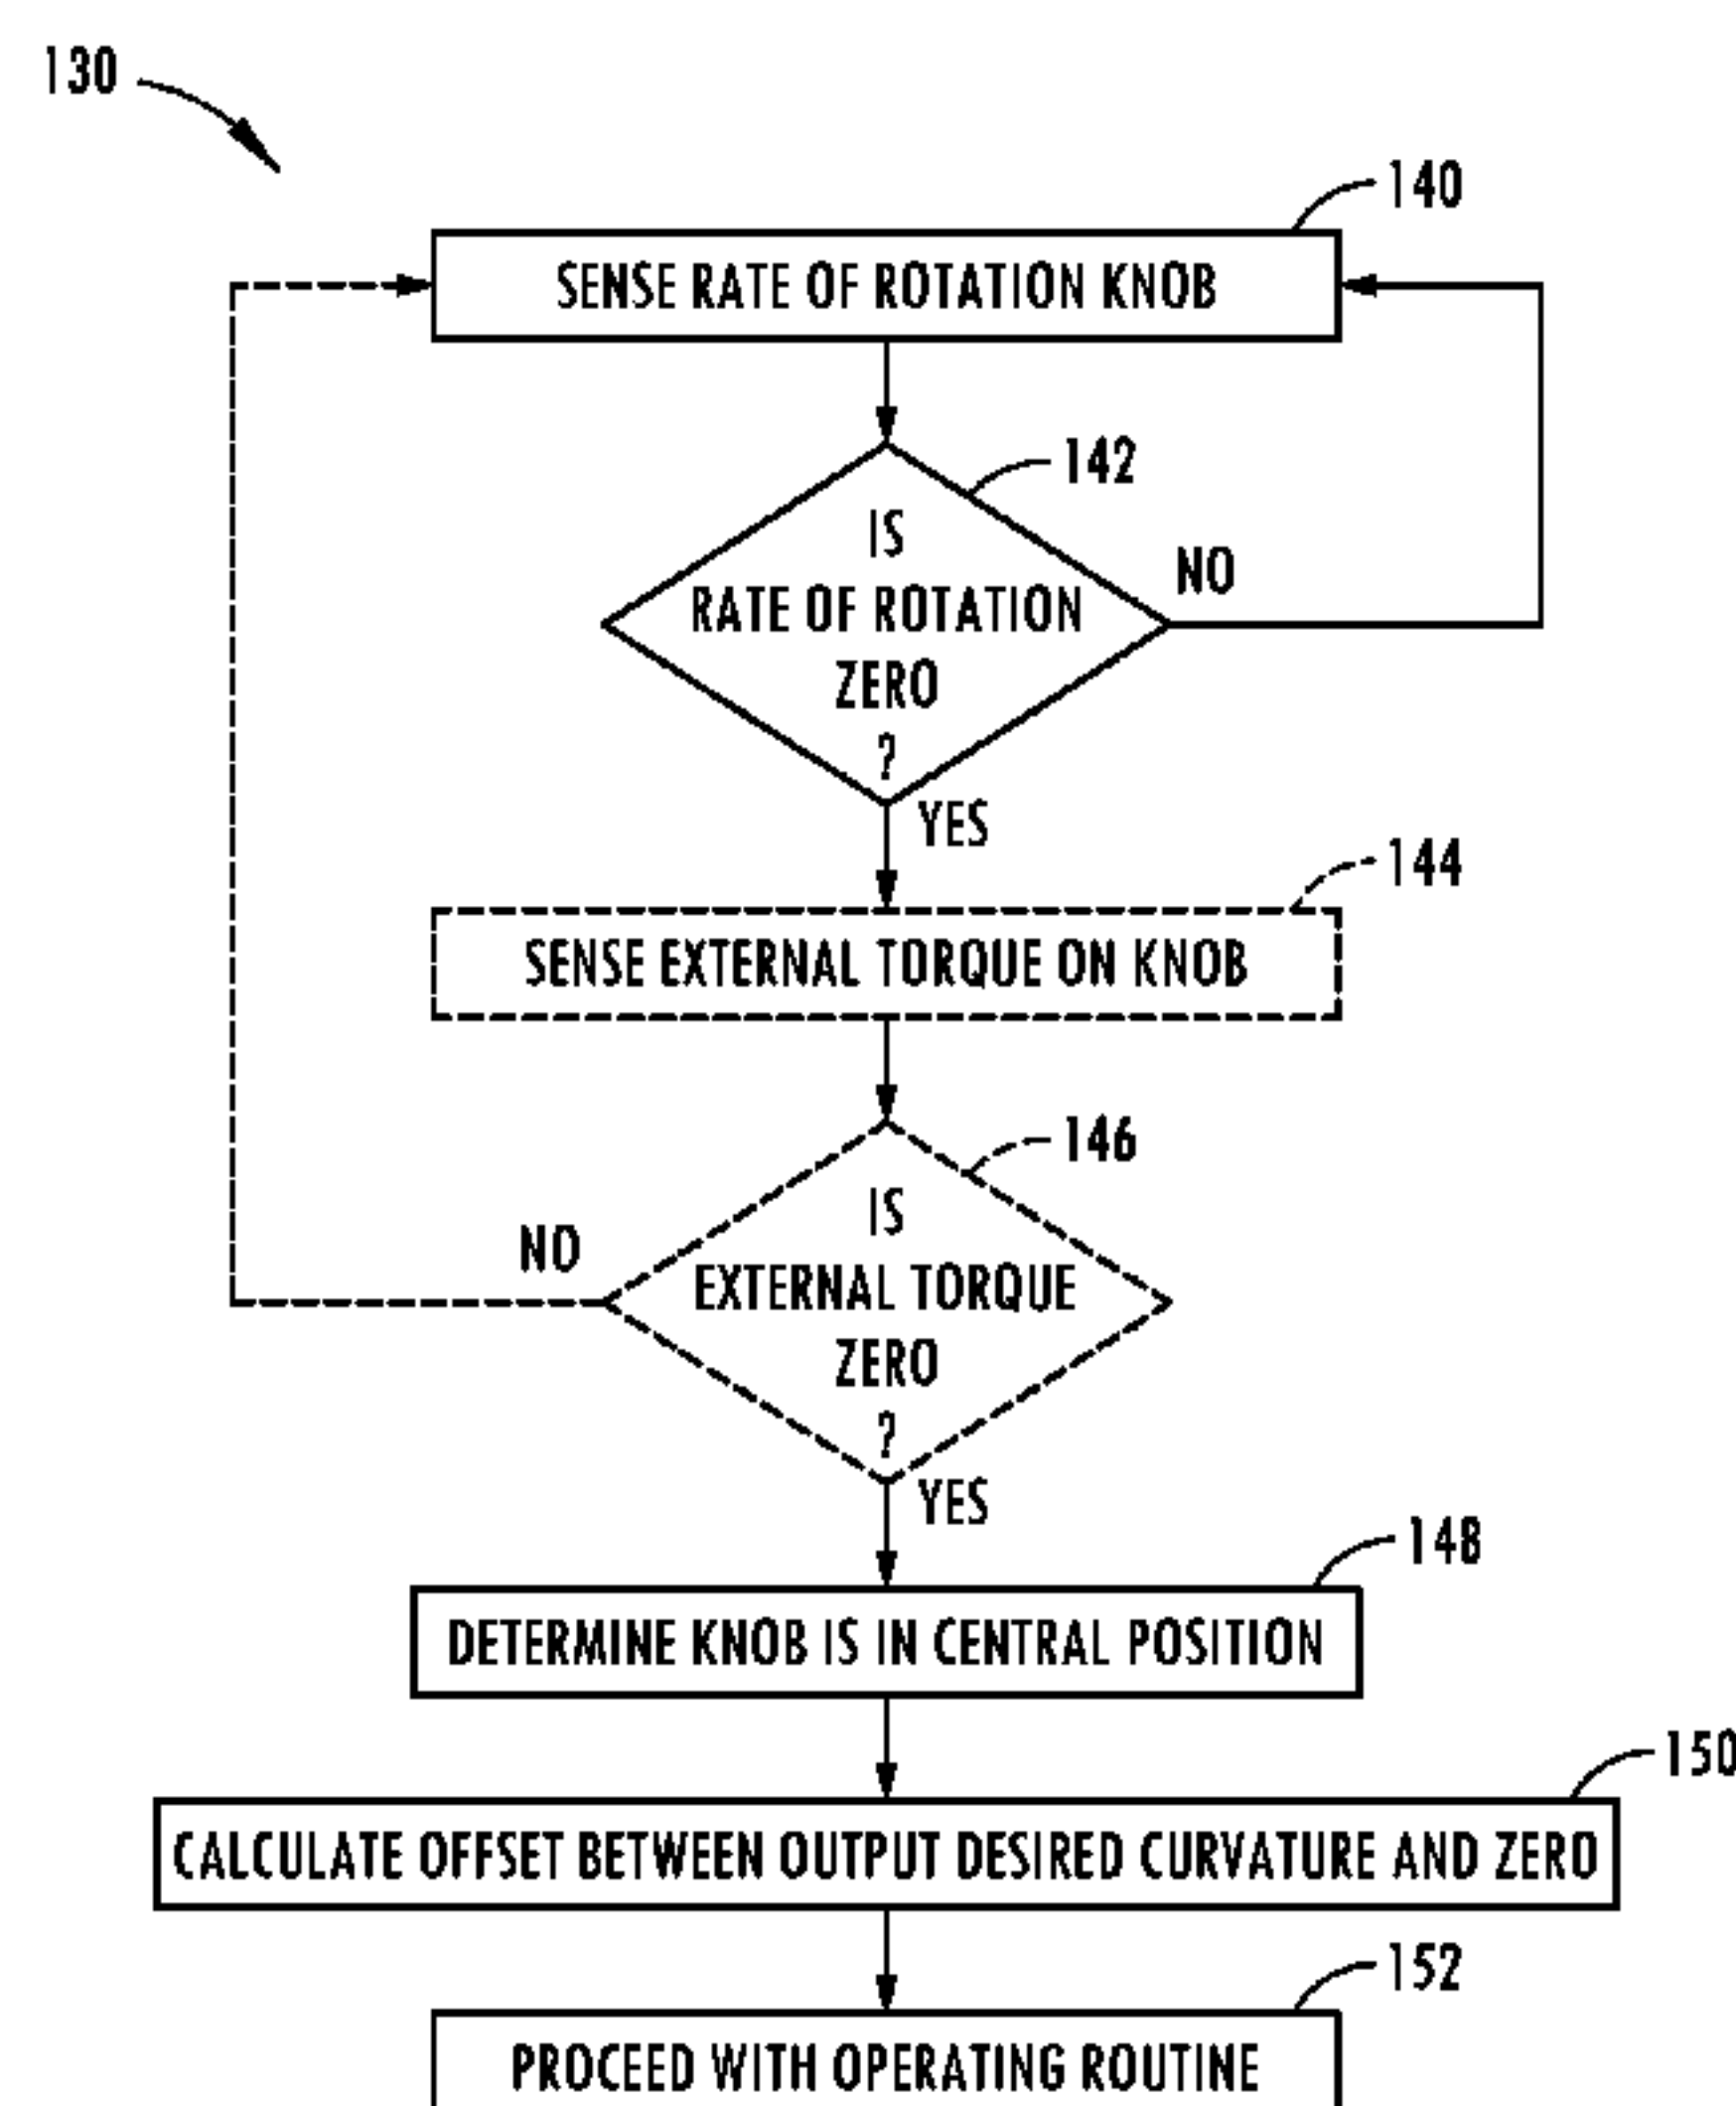 130
140
SENSE RATE OF ROTATION KNOB
142
IS
RATE OF ROTATION
ZERO
?
NO
YES
144
SENSE EXTERNAL TORQUE ON KNOB
146
IS
EXTERNAL TORQUE
ZERO
?
NO
YES
148
DETERMINE KNOB IS IN CENTRAL POSITION
150
CALCULATE OFFSET BETWEEN OUTPUT DESIRED CURVATURE AND ZERO
152
PROCEED WITH OPERATING ROUTINE